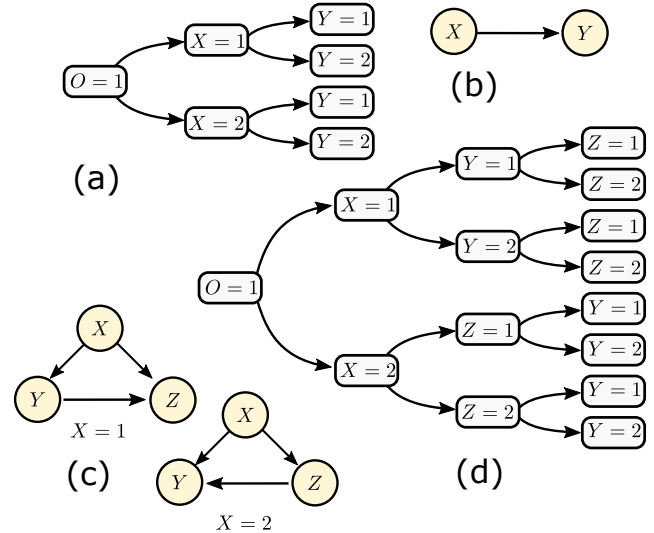 O = 1
X = 1
X = 2
Y = 1
Y = 2
Y = 1
Y = 2
(a)
X
Y
(b)
X
Y
Z
X = 1
(c)
X
Y
Z
X = 2
O = 1
X = 1
X = 2
Y = 1
Y = 2
Z = 1
Z = 2
Z = 1
Z = 2
Z = 1
Z = 2
Y = 1
Y = 2
Y = 1
Y = 2
(d)